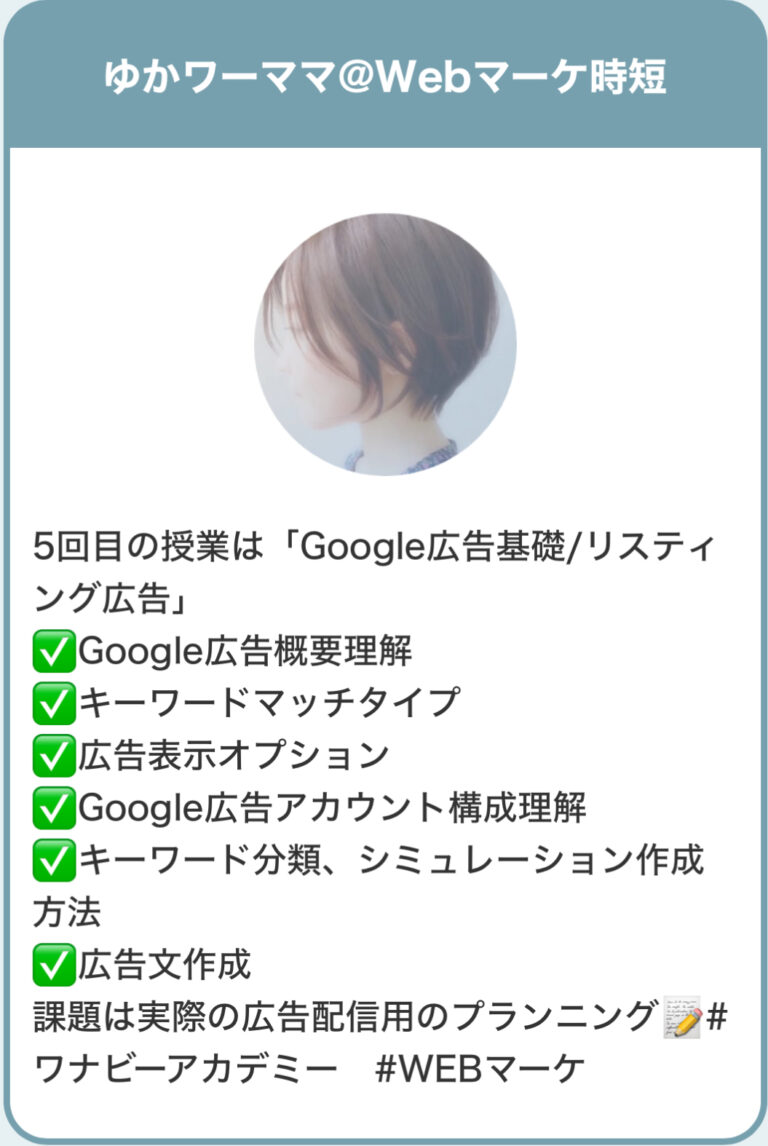 ゆかワーママ@Webマーケ時短
5回目の授業は「Google広告基礎/リスティ
ング広告」
✅Google広告概要理解
✅キーワードマッチタイプ
✅広告表示オプション
✅Google広告アカウント構成理解
✅キーワード分類、シミュレーション作成
方法
✅広告文作成
課題は実際の広告配信用のプランニング📝#
ワナビーアカデミー　#WEBマーケ